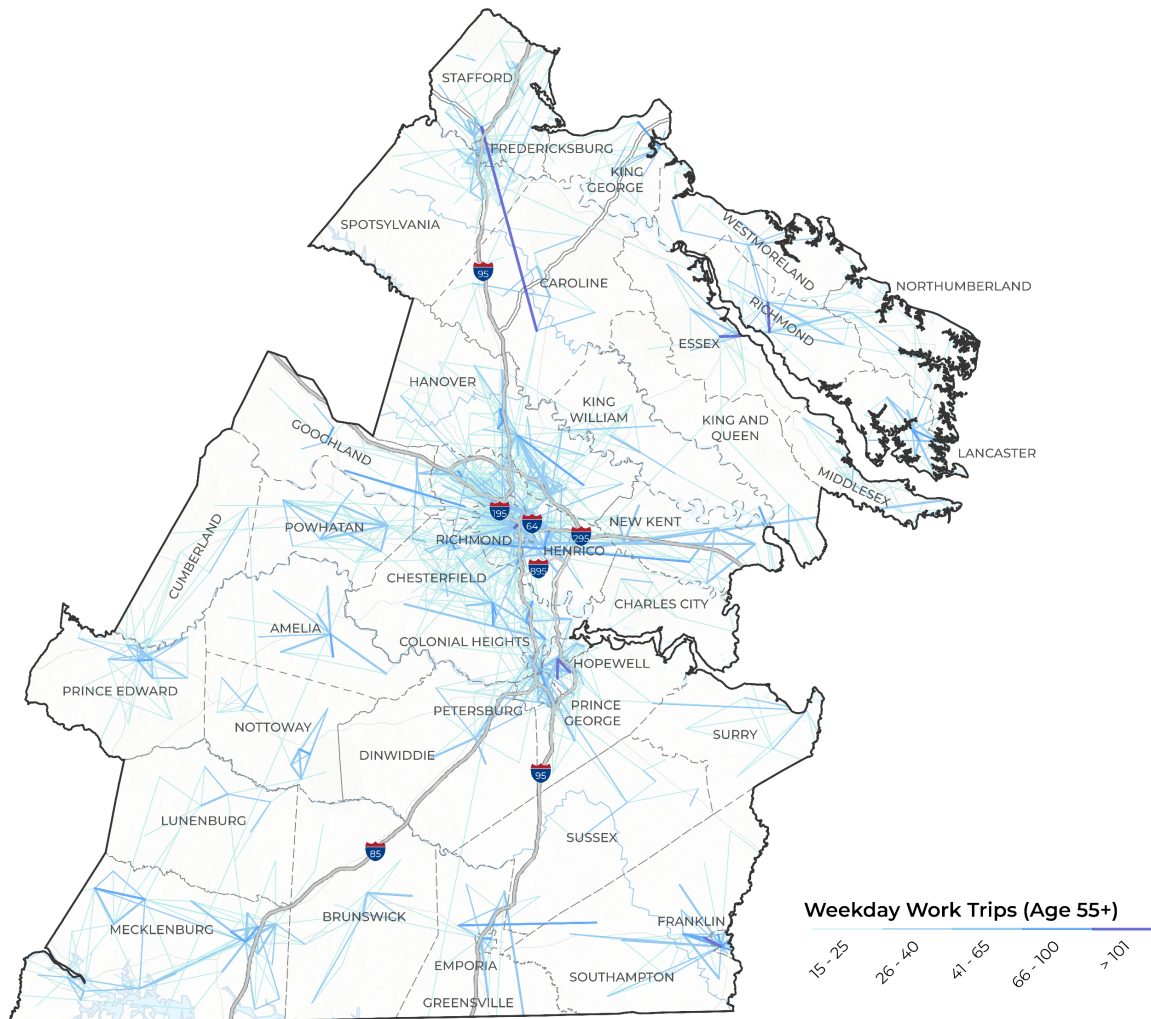 STAFFORD
FREDERICKSBURG
KING
GEORGE
SPOTSYLVANIA
WESTMORELAND
95
CAROLINE
NORTHUMBERLAND
RICHMOND
ESSEX
HANOVER
KING
WILLIAM
KING AND
QUEEN
GOOCHLAND
LANCASTER
MIDDLESEX
195
64
NEW KENT
POWHATAN
295
RICHMOND
HENRICO
CUMBERLAND
895
CHESTERFIELD
CHARLES CITY
AMELIA
COLONIAL HEIGHTS
HOPEWELL
PRINCE EDWARD
PETERSBURG
PRINCE
GEORGE
NOTTOWAY
SURRY
DINWIDDIE
95
LUNENBURG
SUSSEX
85
BRUNSWICK
FRANKLIN
MECKLENBURG
EMPORIA
SOUTHAMPTON
GREENSVILLE
Weekday Work Trips (Age 55+)
15 - 25
26 - 40
41 - 65
66 - 100
> 101